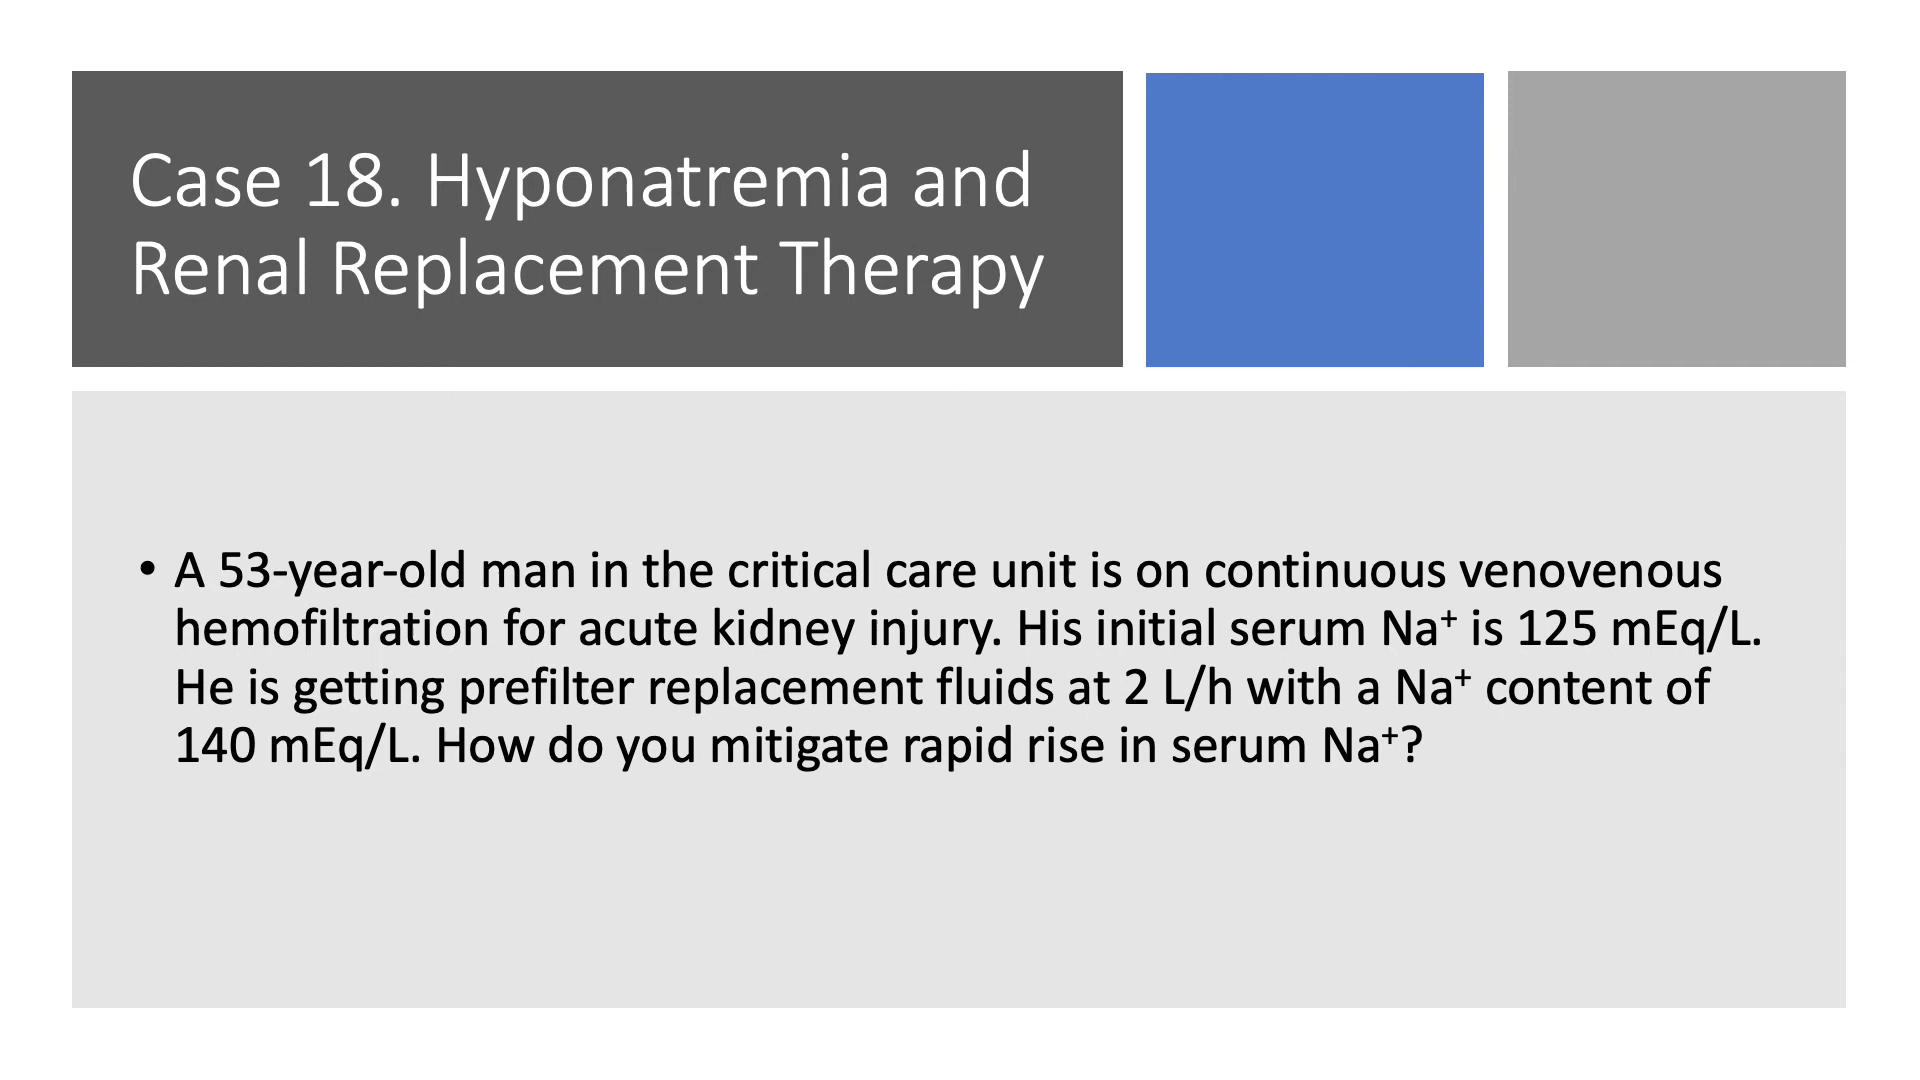 Case 18. Hyponatremia and
Renal Replacement Therapy
• A 53-year-old man in the critical care unit is on continuous venovenous
hemofiltration for acute kidney injury. His initial serum Na⁺ is 125 mEq/L.
He is getting prefilter replacement fluids at 2 L/h with a Na⁺ content of
140 mEq/L. How do you mitigate rapid rise in serum Na⁺?